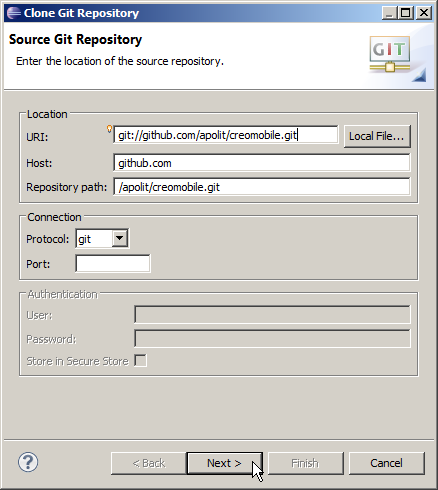 Clone Git Repository
Source Git Repository
Enter the location of the source repository.
GIT
Location
URI: git://github.com/apolit/creomobile.git Local File...
Host: github.com
Repository path: /apolit/creomobile.git
Connection
Protocol: git
Port:
Authentication
User:
Password:
Store in Secure Store
? < Back Next > Finish Cancel